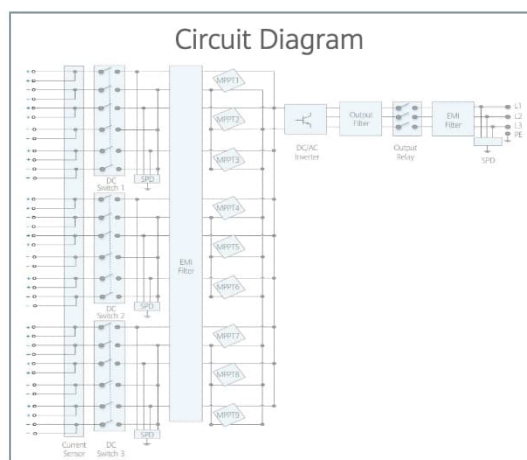 Circuit Diagram
MPPT1
MPPT2
MPPT3
DC
Switch 1
SPD
MPPT4
MPPT5
MPPT6
EMI
Filter
DC
Switch 2
SPD
MPPT7
MPPT8
MPPT9
Current
Sensor
DC
Switch 3
SPD
DC/AC
Inverter
Output
Filter
Output
Relay
EMI
Filter
L1
L2
L3
PE
SPD